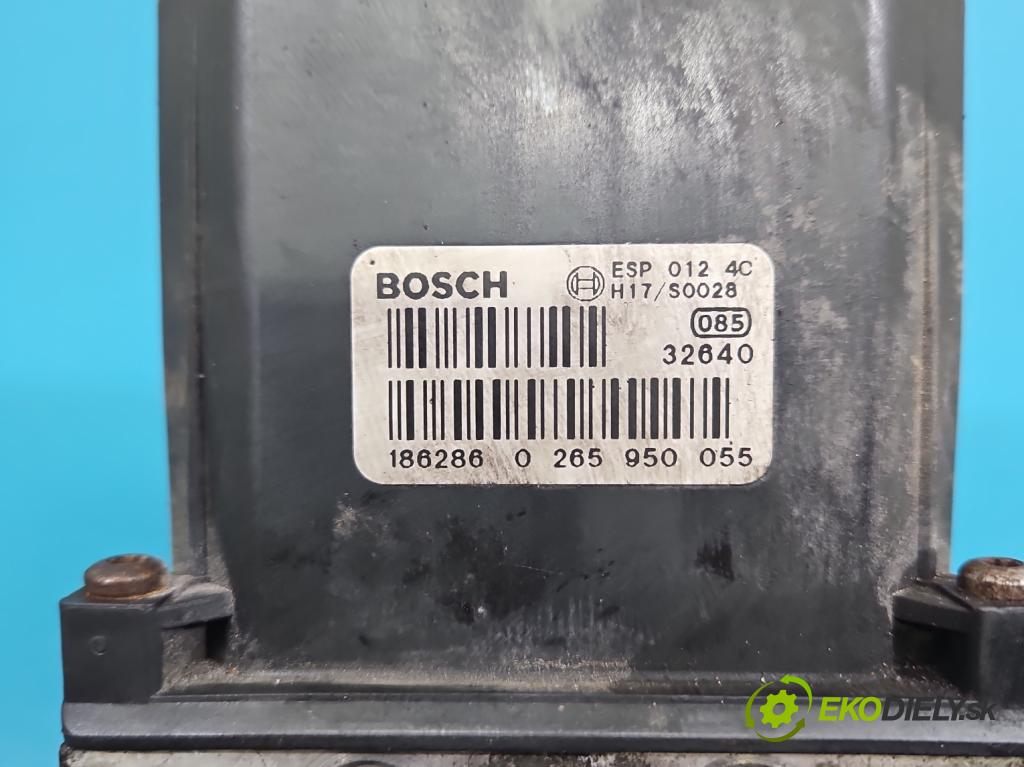 BOSCH
ESP 012 4C
H17/S0028
085
32640
186286 0 265 950 055
EKODIELY.sk